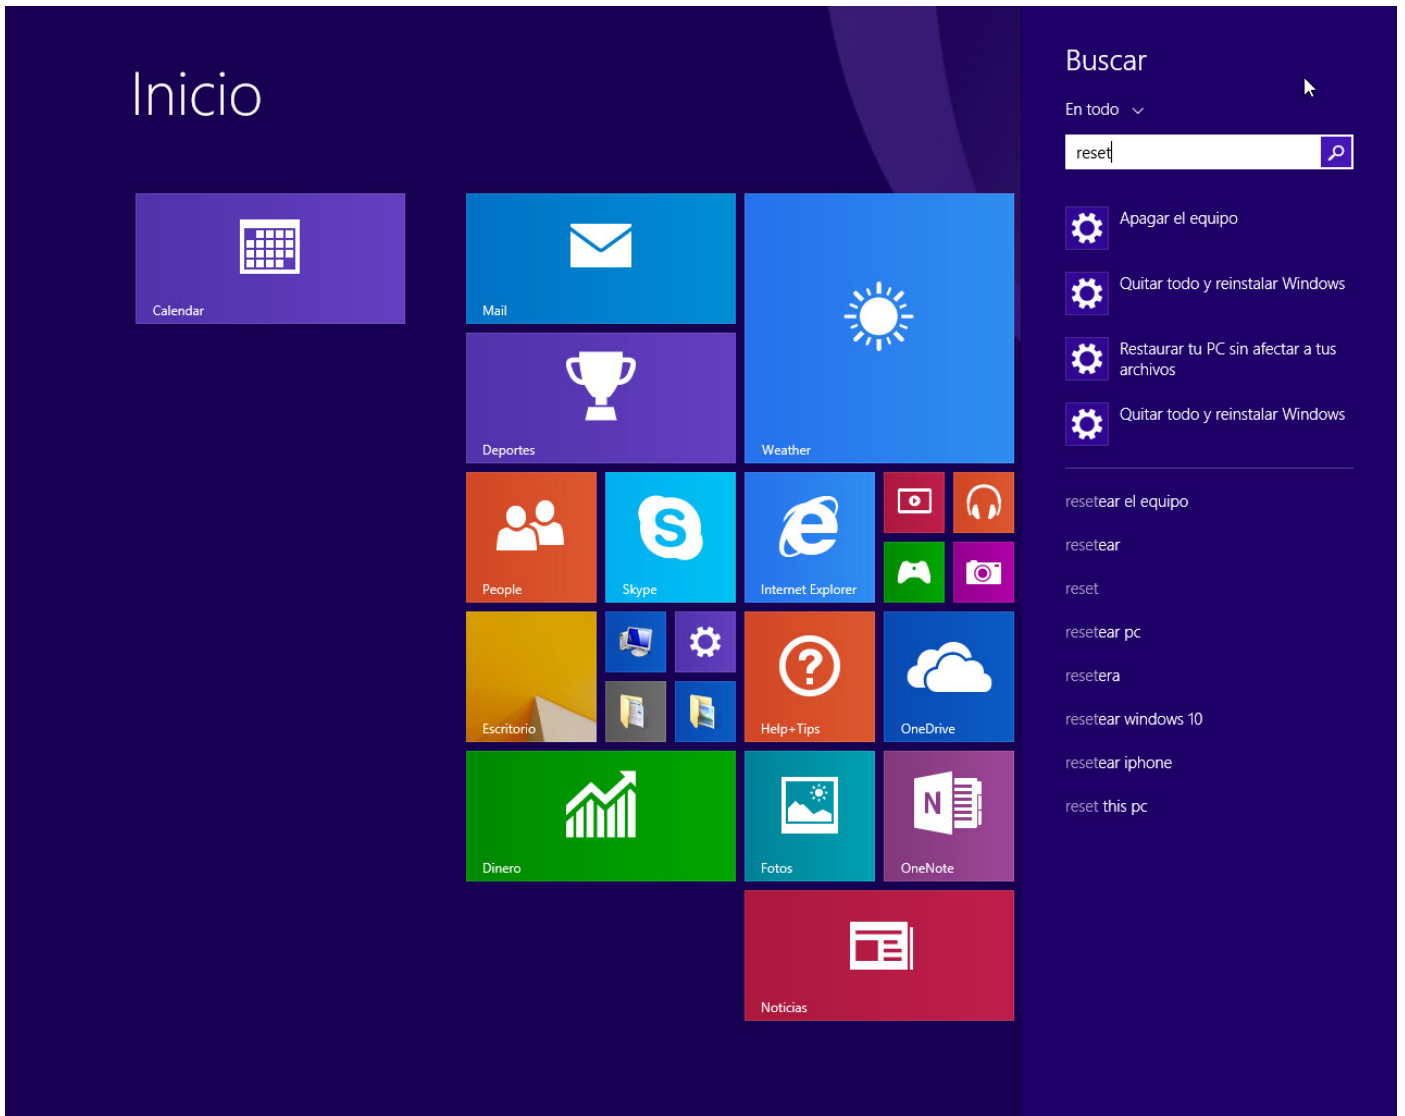 Inicio
Calendar
Mail
Deportes
Weather
People
Skype
Internet Explorer
Escritorio
Help+Tips
OneDrive
Dinero
Fotos
OneNote
Noticias
Buscar
En todo
reset
Apagar el equipo
Quitar todo y reinstalar Windows
Restaurar tu PC sin afectar a tus
archivos
Quitar todo y reinstalar Windows
resetear el equipo
resetear
reset
resetear pc
resetera
resetear windows 10
resetear iphone
reset this pc